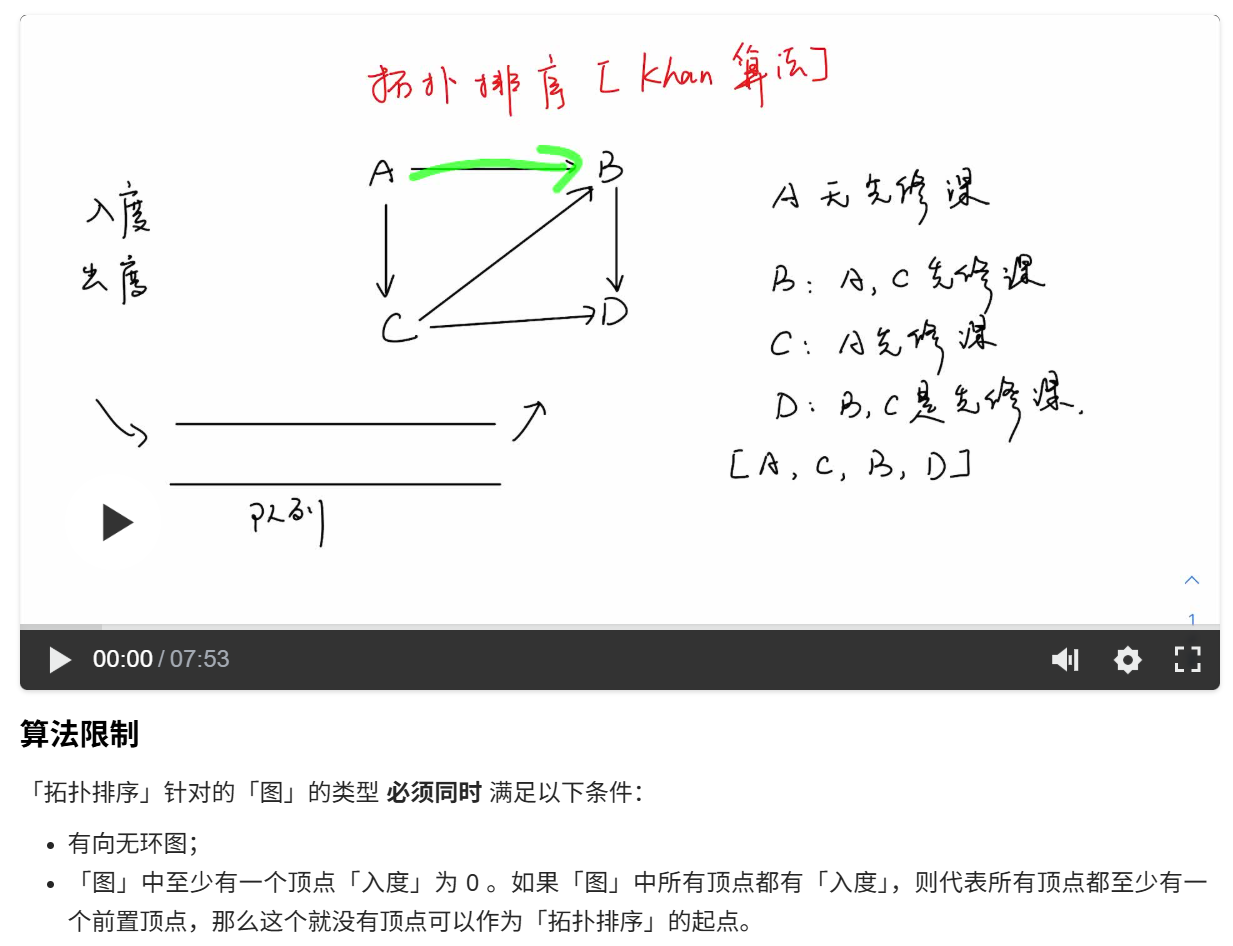 拓扑排序 [ Khan 算法 ]
A
B
入度
出度
C
D
队列
A 无先修课
B : A , C 先修课
C : A 先修课
D : B, C 是先修课.
[ A , C , B , D ]
1
00:00 / 07:53
算法限制
「拓扑排序」针对的「图」的类型 必须同时 满足以下条件：
• 有向无环图；
• 「图」中至少有一个顶点「入度」为 0 。如果「图」中所有顶点都有「入度」，则代表所有顶点都至少有一
个前置顶点，那么这个就没有顶点可以作为「拓扑排序」的起点。